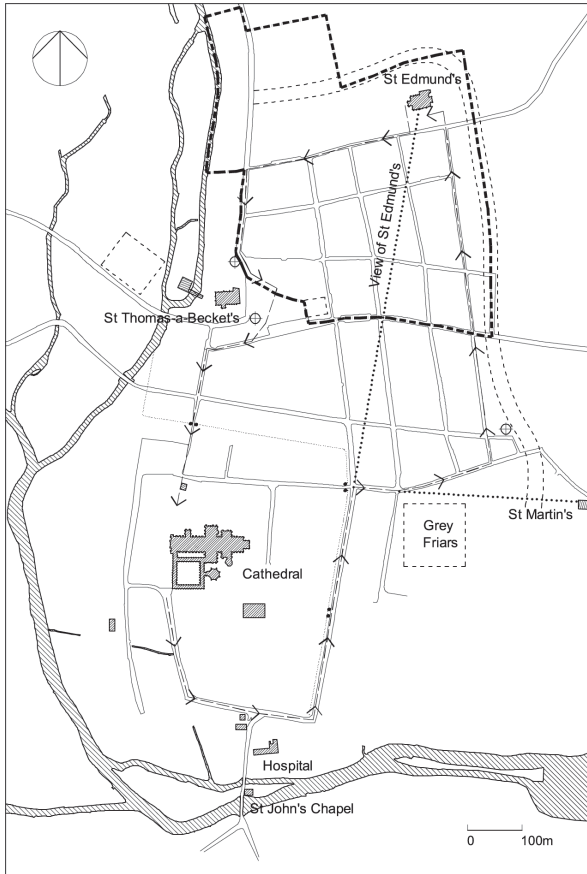 St Edmund's
View of St Edmund's
St Thomas-a-Becket's
St Martin's
Grey
Friars
Cathedral
Hospital
St John's Chapel
0 100m